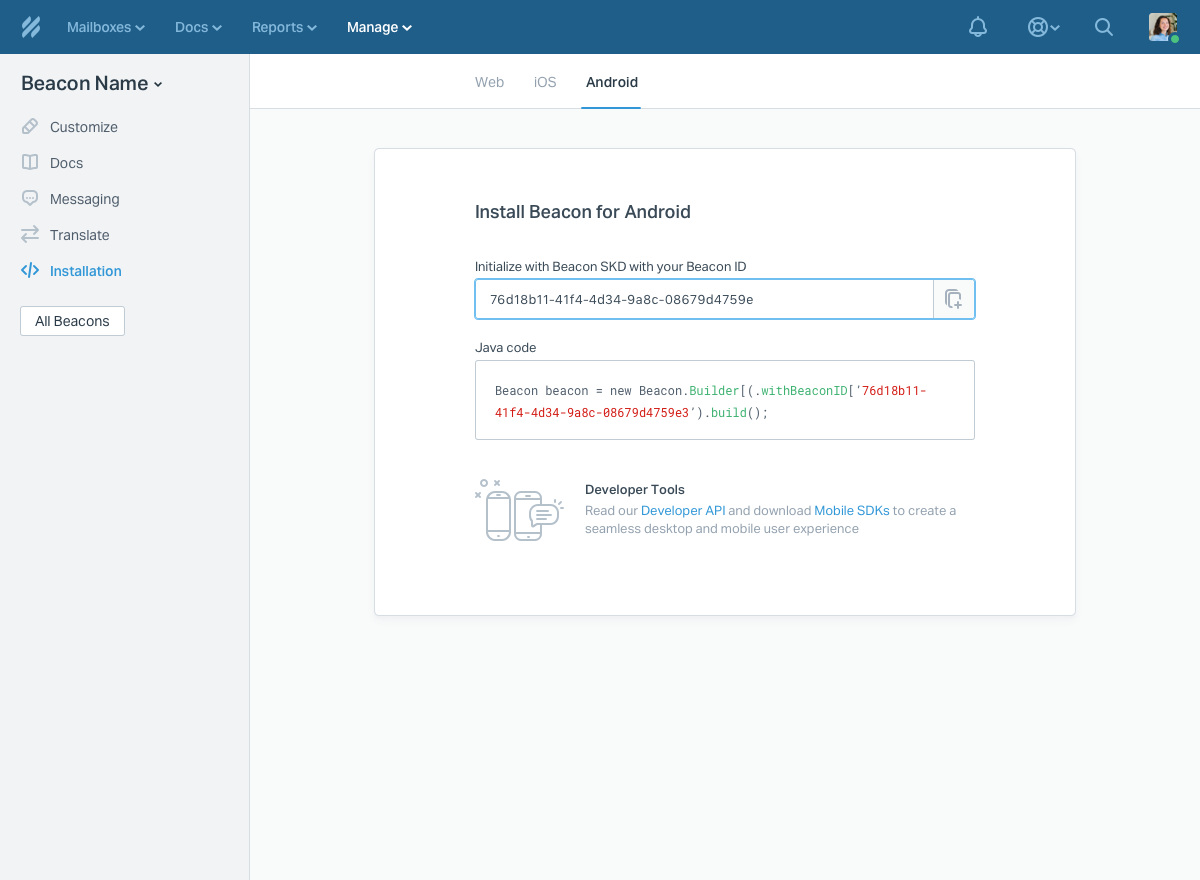 Mailboxes Docs Reports Manage
Beacon Name
Customize
Docs
Messaging
Translate
Installation
All Beacons
Web iOS Android
Install Beacon for Android
Initialize with Beacon SKD with your Beacon ID
76d18b11-41f4-4d34-9a8c-08679d4759e
Java code
Beacon beacon = new Beacon.Builder[(.withBeaconID['76d18b11-
41f4-4d34-9a8c-08679d4759e3').build();
Developer Tools
Read our Developer API and download Mobile SDKs to create a
seamless desktop and mobile user experience